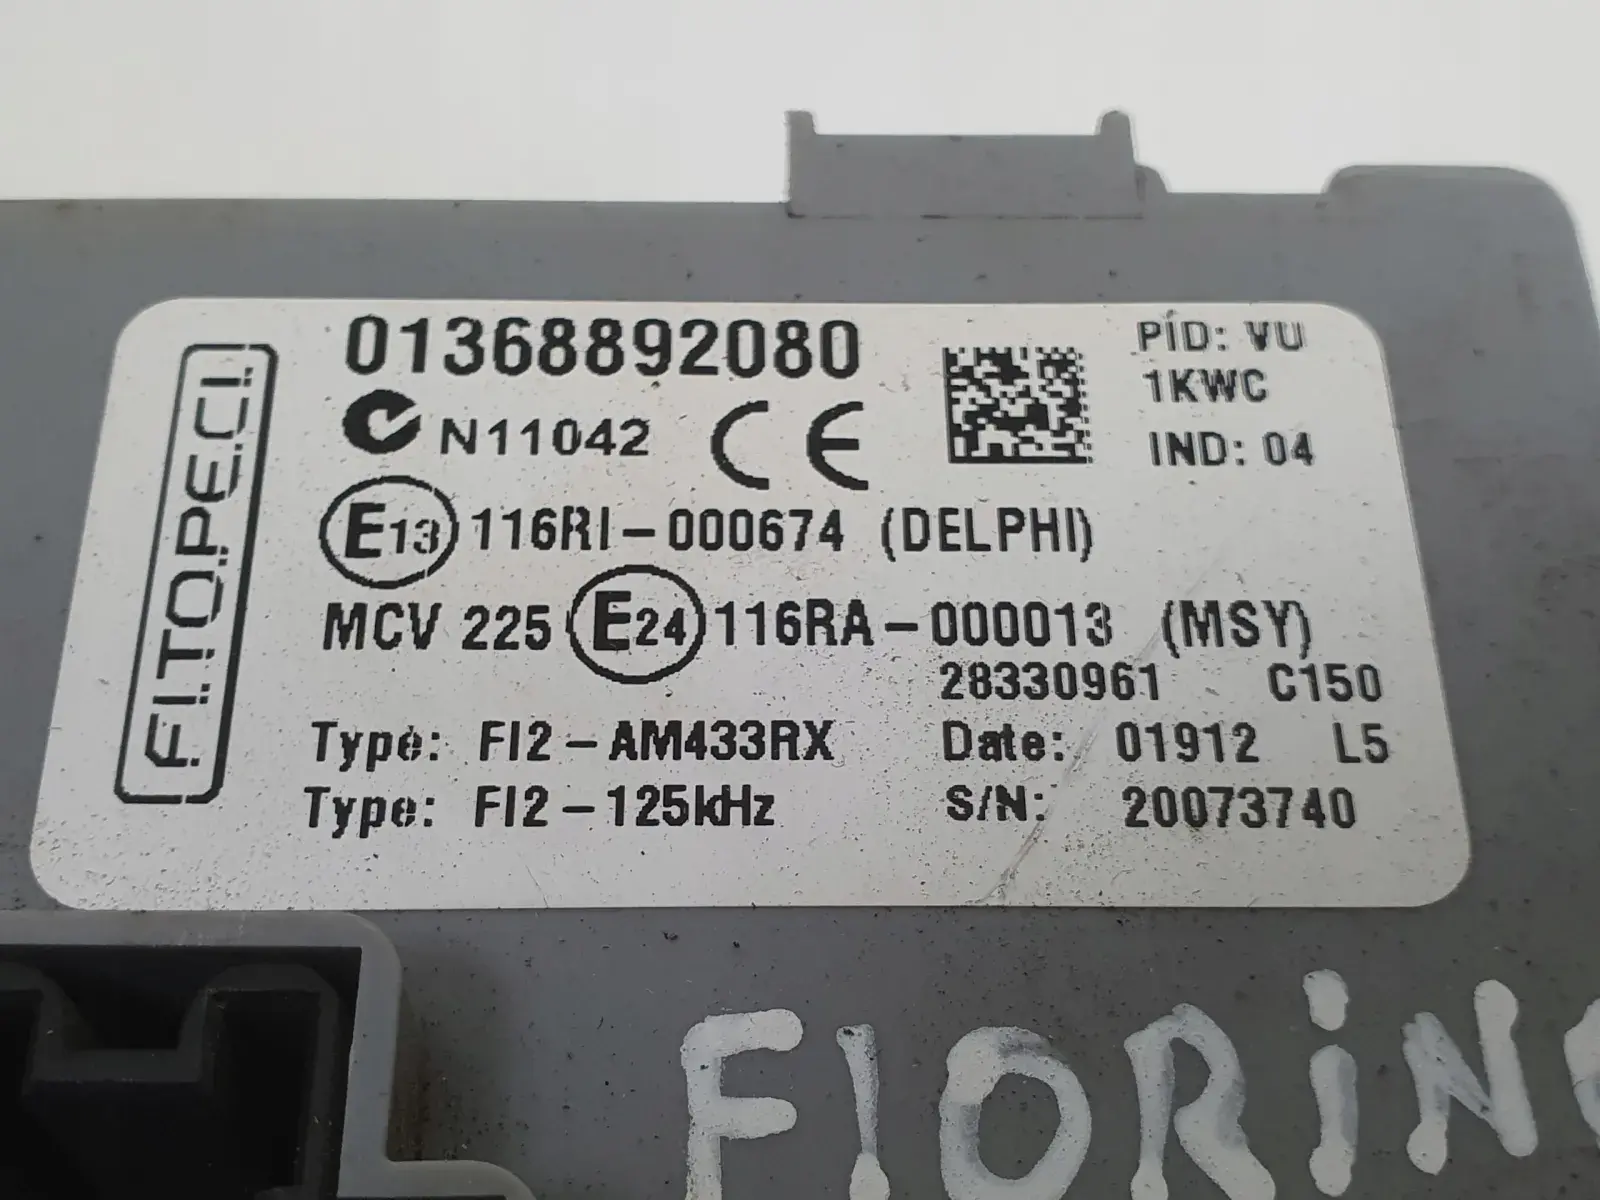 01368892080
PID: VU
1KWC
N11042 CE
IND: 04
E13 116RI-000674 (DELPHI)
MCV 225 E24 116RA-000013 (MSY)
28330961 C150
Type: FI2-AM433RX Date: 01912 L5
Type: FI2-125kHz S/N: 20073740
F.I.T.O.P.E.C.I.
FIORiN